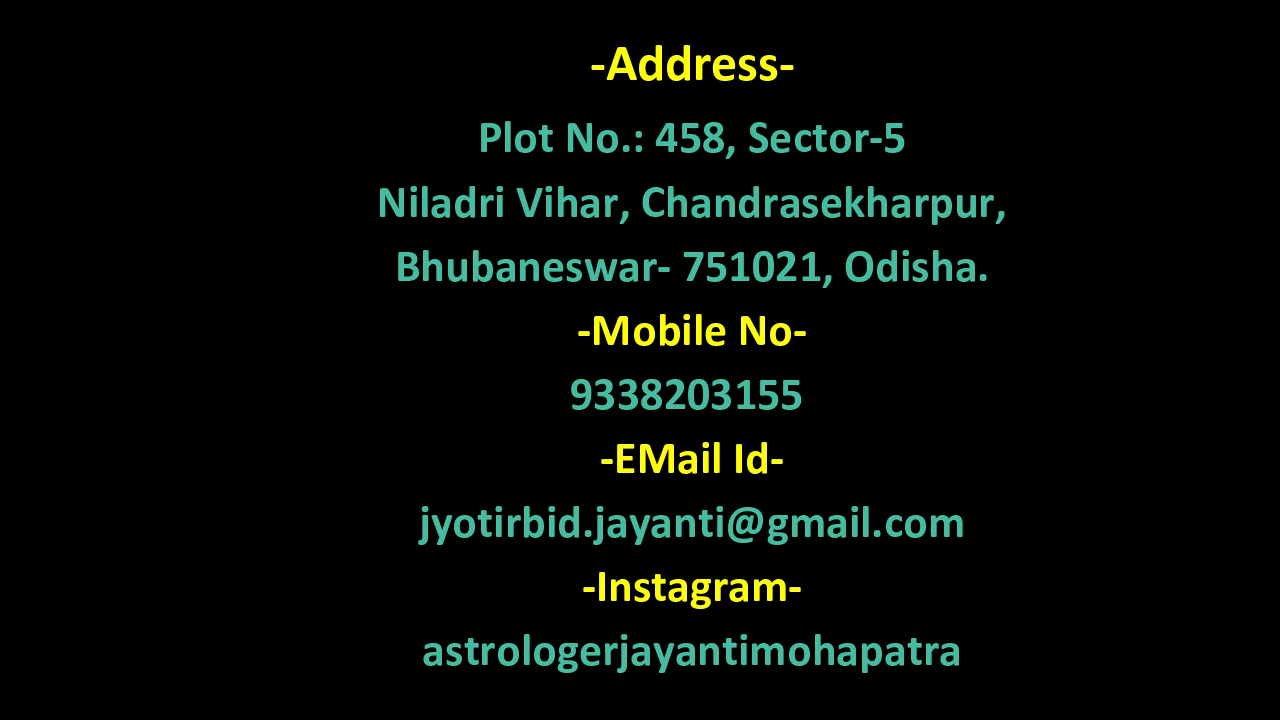 -Address-
Plot No.: 458, Sector-5
Niladri Vihar, Chandrasekharpur,
Bhubaneswar- 751021, Odisha.
-Mobile No-
9338203155
-EMail Id-
jyotirbid.jayanti@gmail.com
-Instagram-
astrologerjayantimohapatra